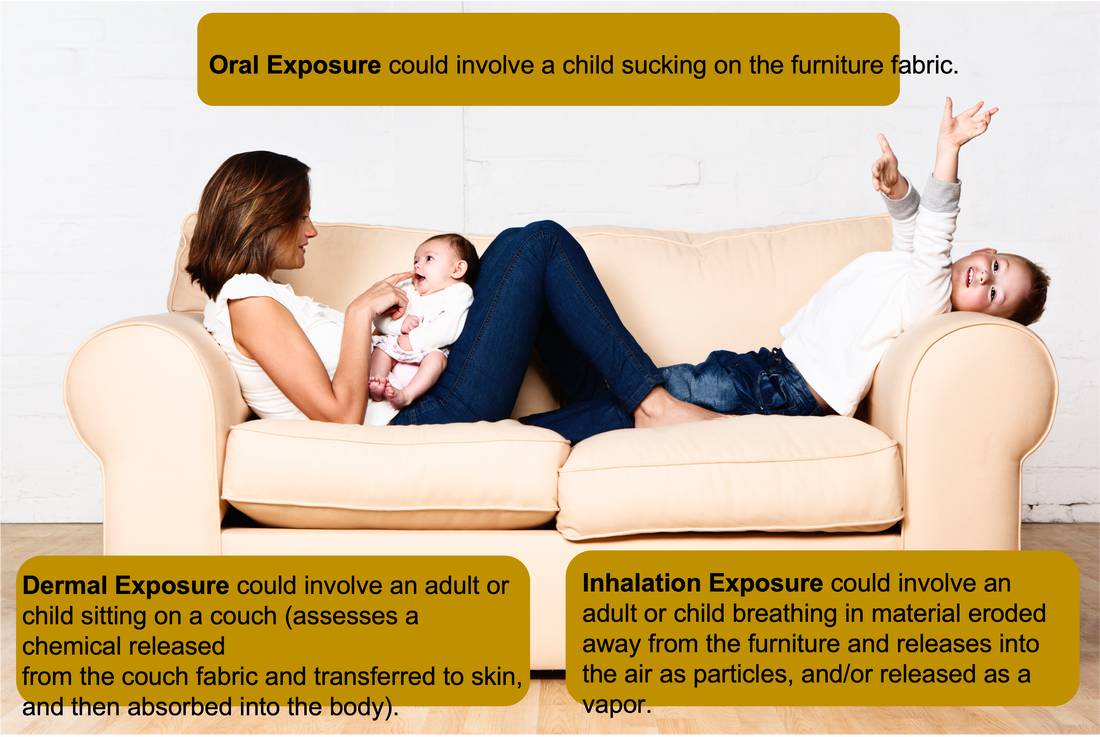 Oral Exposure could involve a child sucking on the furniture fabric.
Dermal Exposure could involve an adult or
child sitting on a couch (assesses a
chemical released
from the couch fabric and transferred to skin,
and then absorbed into the body).
Inhalation Exposure could involve an
adult or child breathing in material eroded
away from the furniture and releases into
the air as particles, and/or released as a
vapor.